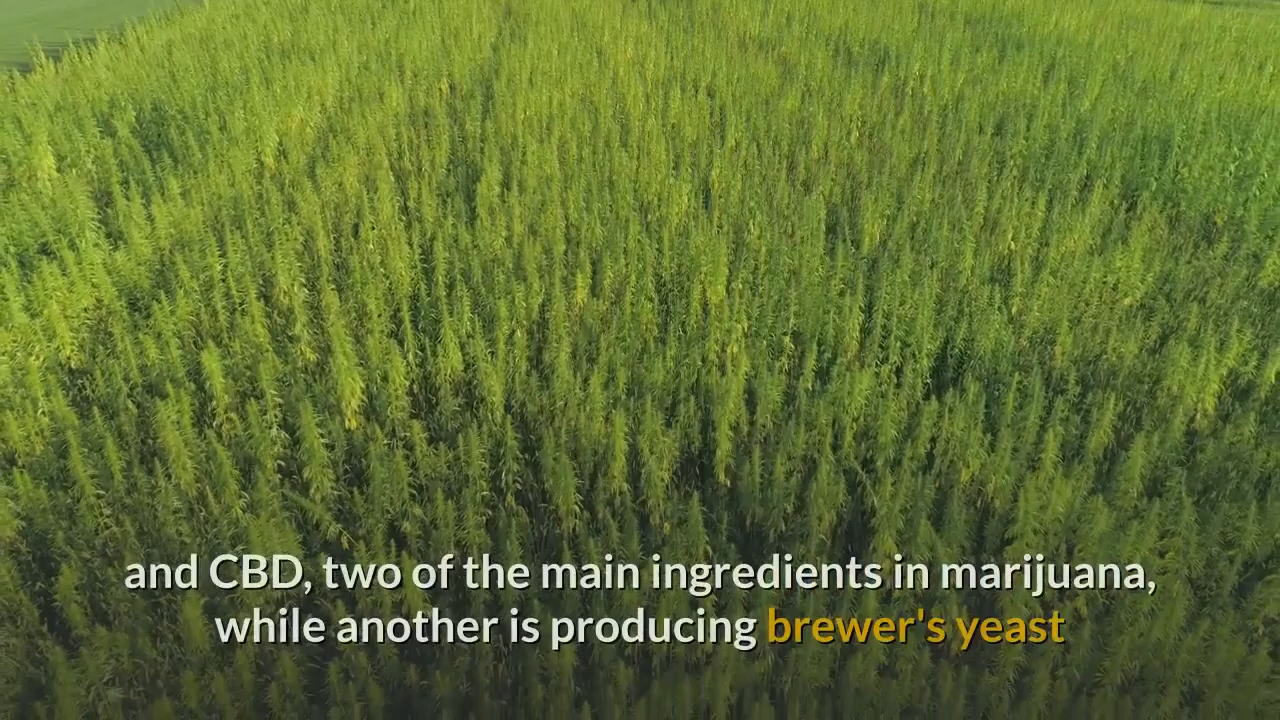 and CBD, two of the main ingredients in marijuana,
while another is producing brewer's yeast